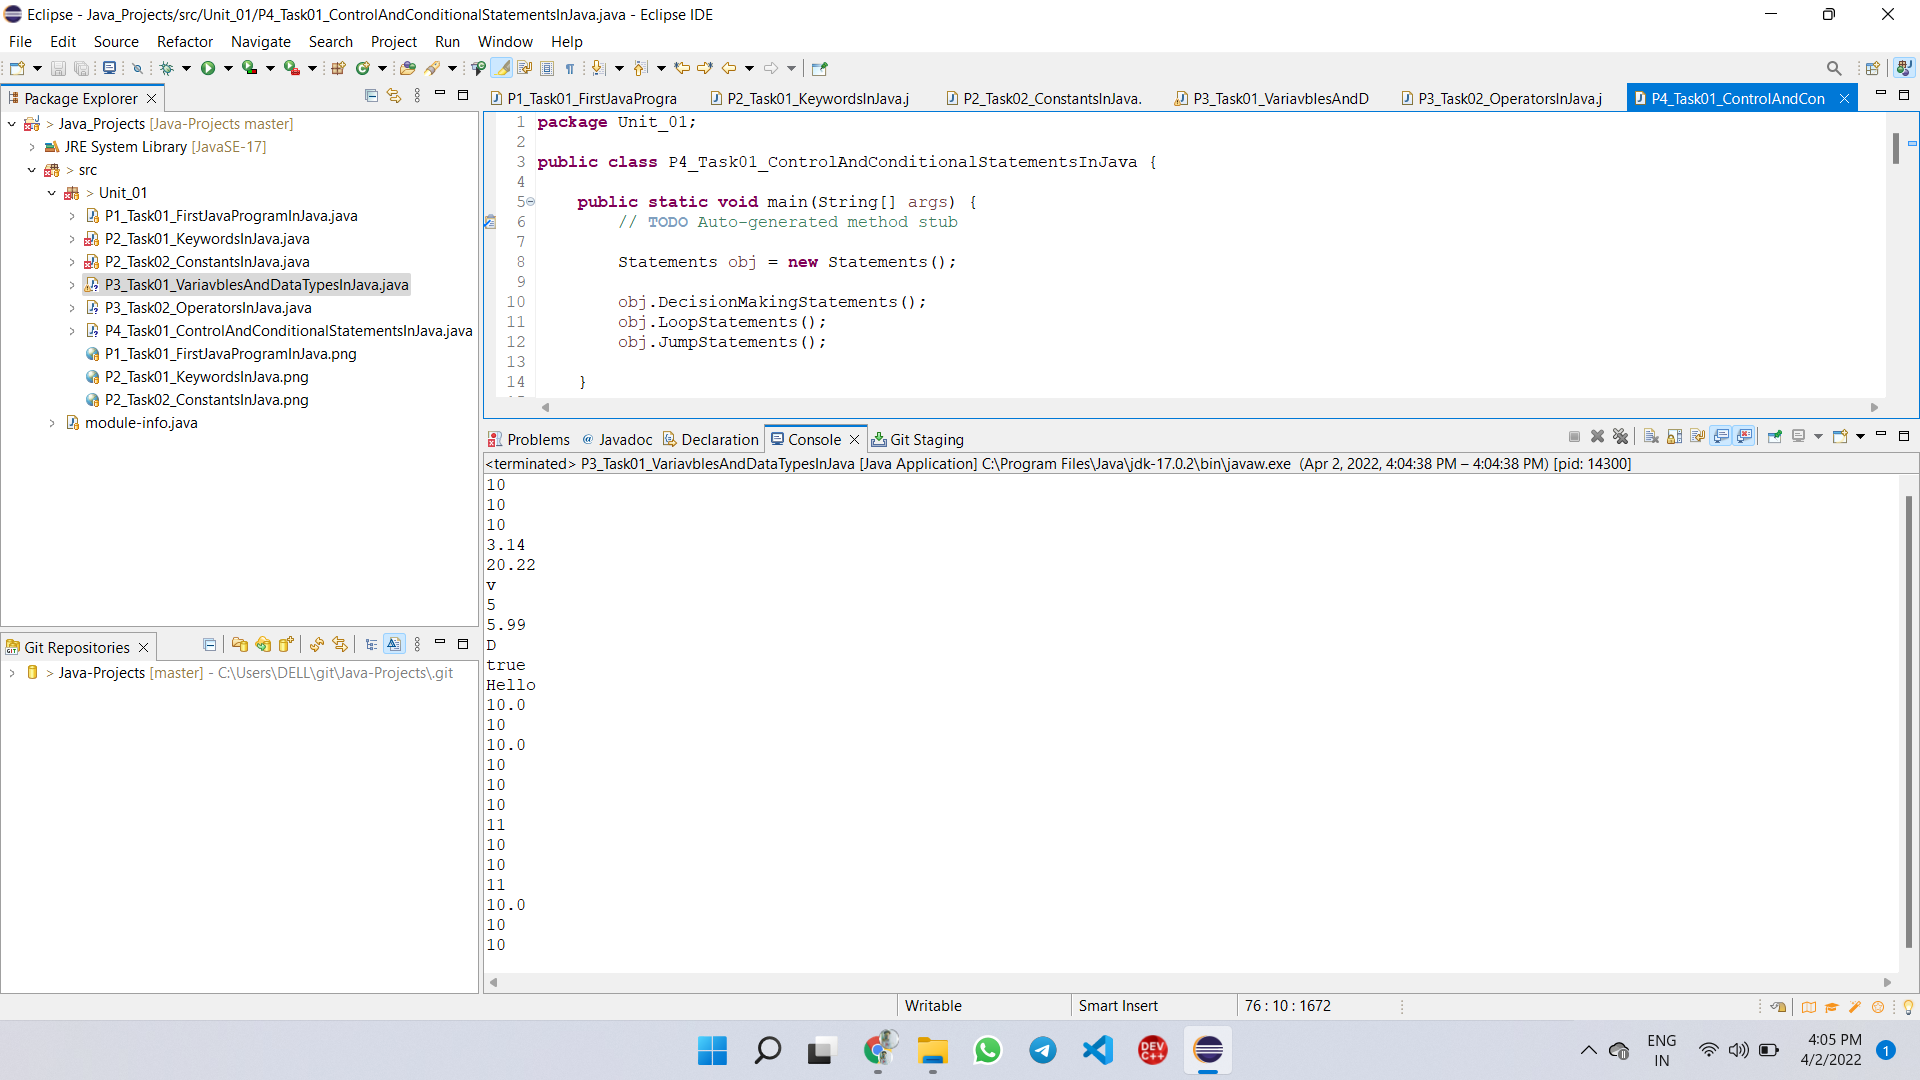 Eclipse - Java_Projects/src/Unit_01/P4_Task01_ControlAndConditionalStatementsInJava.java - Eclipse IDE
File Edit Source Refactor Navigate Search Project Run Window Help
Package Explorer
> Java_Projects [Java-Projects master]
JRE System Library [JavaSE-17]
> src
> Unit_01
P1_Task01_FirstJavaProgramInJava.java
P2_Task01_KeywordsInJava.java
P2_Task02_ConstantsInJava.java
P3_Task01_VariavblesAndDataTypesInJava.java
P3_Task02_OperatorsInJava.java
P4_Task01_ControlAndConditionalStatementsInJava.java
P1_Task01_FirstJavaProgramInJava.png
P2_Task01_KeywordsInJava.png
P2_Task02_ConstantsInJava.png
module-info.java
Git Repositories
> Java-Projects [master] - C:\Users\DELL\git\Java-Projects\.git
P1_Task01_FirstJavaProgra P2_Task01_KeywordsInJava.j P2_Task02_ConstantsInJava. P3_Task01_VariavblesAndD P3_Task02_OperatorsInJava.j P4_Task01_ControlAndCon
1 package Unit_01;
2
3 public class P4_Task01_ControlAndConditionalStatementsInJava {
4
5 public static void main(String[] args) {
6 // TODO Auto-generated method stub
7
8 Statements obj = new Statements();
9
10 obj.DecisionMakingStatements();
11 obj.LoopStatements();
12 obj.JumpStatements();
13
14 }
Problems @ Javadoc Declaration Console Git Staging
<terminated> P3_Task01_VariavblesAndDataTypesInJava [Java Application] C:\Program Files\Java\jdk-17.0.2\bin\javaw.exe (Apr 2, 2022, 4:04:38 PM – 4:04:38 PM) [pid: 14300]
10
10
10
3.14
20.22
v
5
5.99
D
true
Hello
10.0
10
10.0
10
10
10
11
10
10
11
10.0
10
10
Writable Smart Insert 76 : 10 : 1672
DEV C++
ENG
IN
4:05 PM
4/2/2022
1